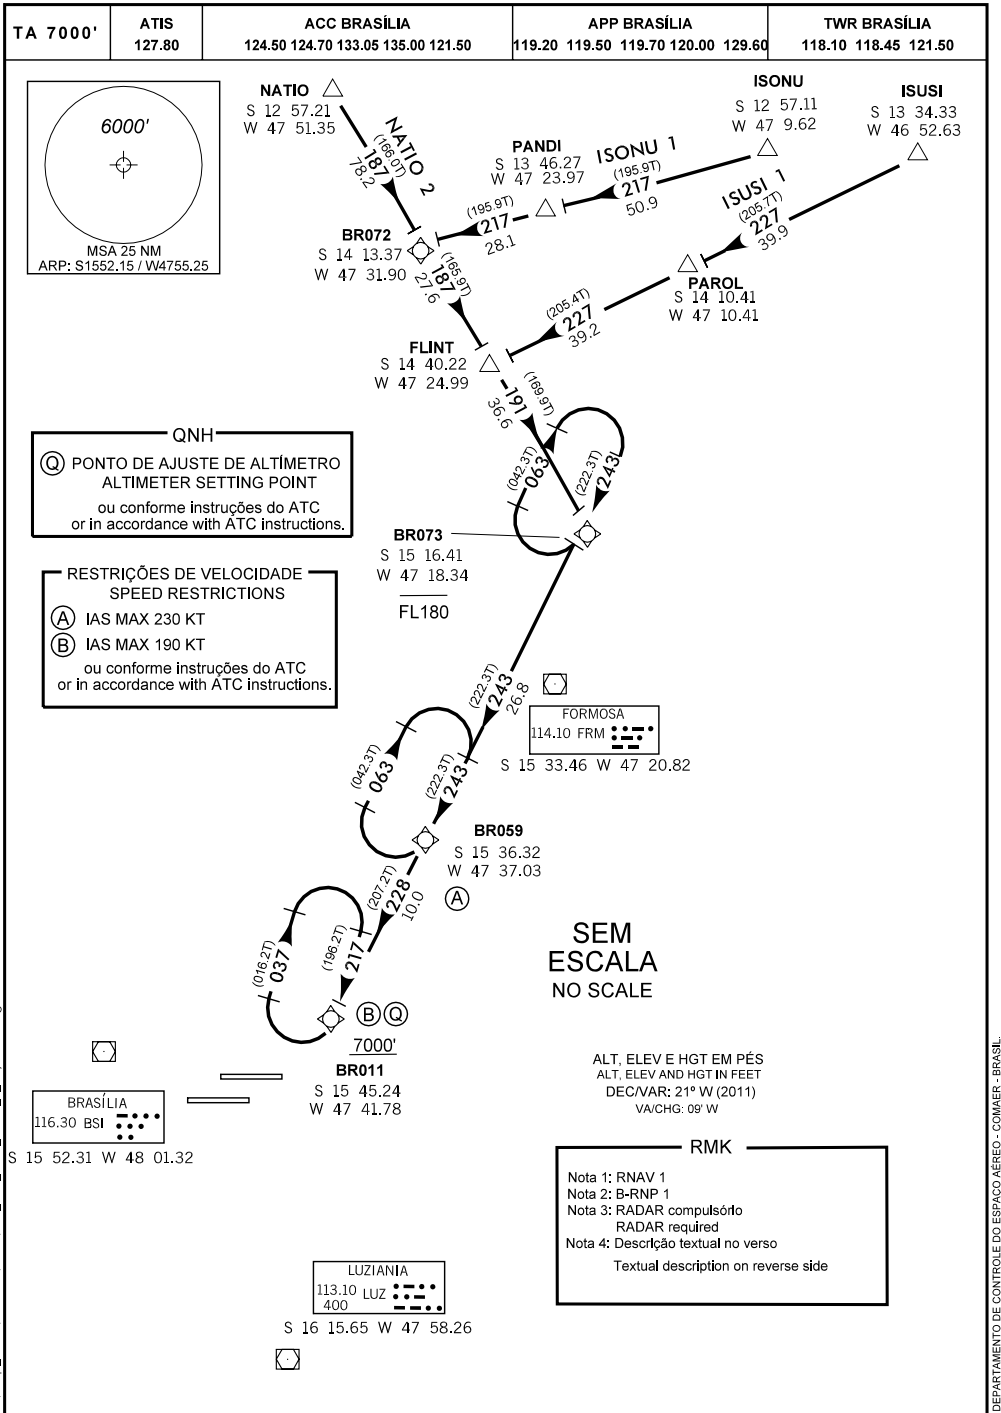 TA 7000'
ATIS
127.80
ACC BRASÍLIA
124.50 124.70 133.05 135.00 121.50
APP BRASÍLIA
119.20 119.50 119.70 120.00 129.60
TWR BRASÍLIA
118.10 118.45 121.50
6000'
MSA 25 NM
ARP: S1552.15 / W4755.25
NATIO
S 12 57.21
W 47 51.35
ISONU
S 12 57.11
W 47 9.62
ISUSI
S 13 34.33
W 46 52.63
PANDI
S 13 46.27
W 47 23.97
NATIO 2
(166.0T)
187
78.2
ISONU 1
(195.9T)
217
50.9
ISUSI 1
(205.7T)
227
39.9
(195.9T)
217
28.1
BR072
S 14 13.37
W 47 31.90
(165.9T)
187
27.6
PAROL
S 14 10.41
W 47 10.41
(205.4T)
227
39.2
FLINT
S 14 40.22
W 47 24.99
(169.9T)
191
36.6
QNH
Q PONTO DE AJUSTE DE ALTÍMETRO
ALTIMETER SETTING POINT
ou conforme instruções do ATC
or in accordance with ATC instructions.
(042.3T)
063
(222.3T)
243
BR073
S 15 16.41
W 47 18.34
FL180
RESTRIÇÕES DE VELOCIDADE
SPEED RESTRICTIONS
A IAS MAX 230 KT
B IAS MAX 190 KT
ou conforme instruções do ATC
or in accordance with ATC instructions.
(222.3T)
243
26.8
FORMOSA
114.10 FRM
S 15 33.46 W 47 20.82
(042.3T)
063
(222.3T)
243
BR059
S 15 36.32
W 47 37.03
A
(207.2T)
228
10.0
(016.2T)
037
(196.2T)
217
SEM
ESCALA
NO SCALE
B Q
7000'
BR011
S 15 45.24
W 47 41.78
BRASÍLIA
116.30 BSI
S 15 52.31 W 48 01.32
ALT, ELEV E HGT EM PÉS
ALT, ELEV AND HGT IN FEET
DEC/VAR: 21º W (2011)
VA/CHG: 09' W
RMK
Nota 1: RNAV 1
Nota 2: B-RNP 1
Nota 3: RADAR compulsório
RADAR required
Nota 4: Descrição textual no verso
Textual description on reverse side
LUZIANIA
113.10 LUZ
400
S 16 15.65 W 47 58.26
DEPARTAMENTO DE CONTROLE DO ESPAÇO AÉREO - COMAER - BRASIL.